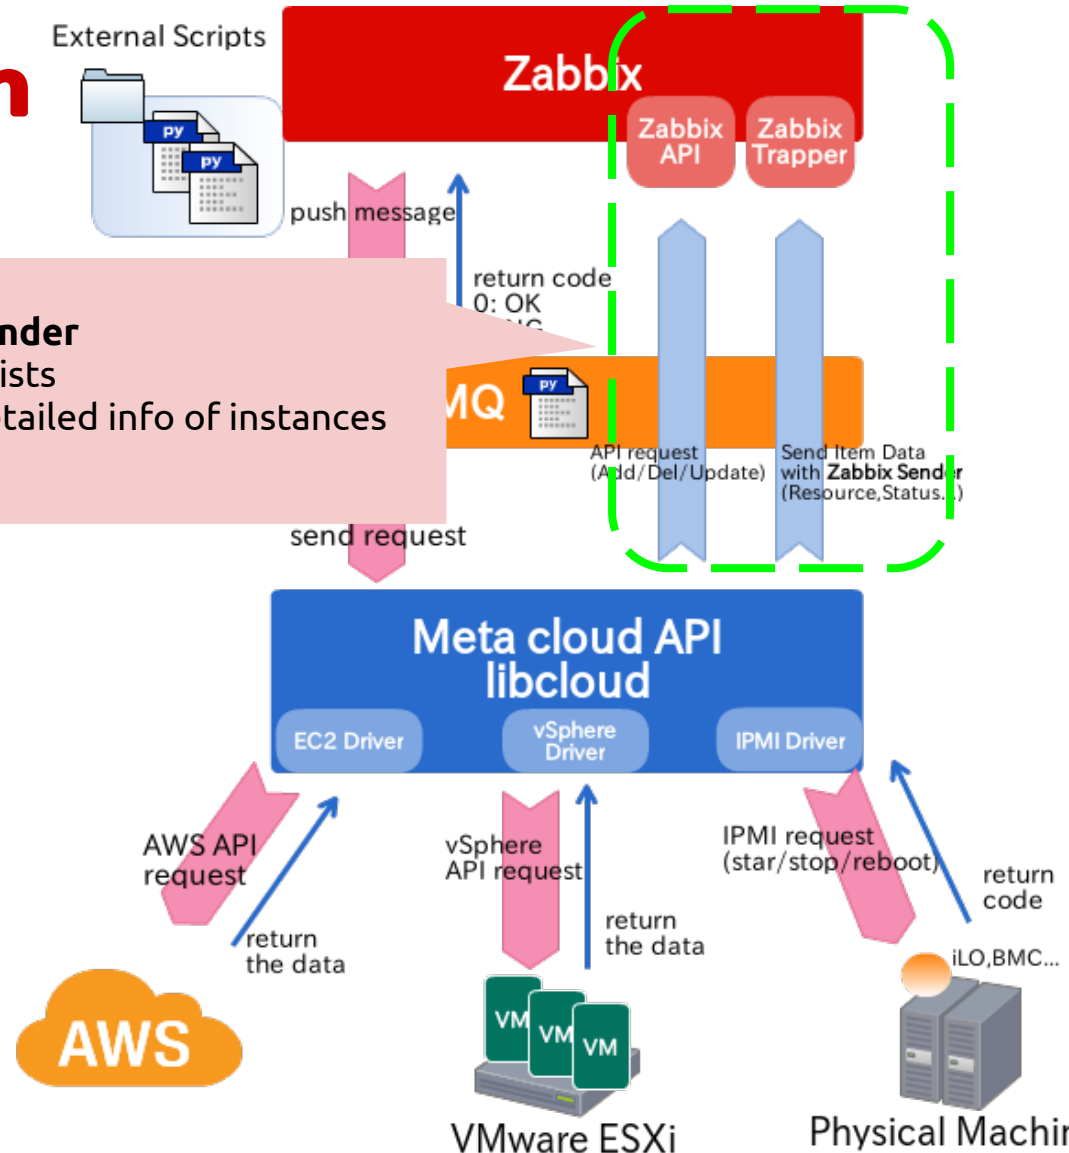 External Scripts
n
Zabbix
py
py
Zabbix
API
Zabbix
Trapper
push message
return code
0: OK
nder
ists
etailed info of instances
MQ
py
API request
(Add/Del/Update)
Send Item Data
with Zabbix Sender
(Resource,Status...)
send request
Meta cloud API
libcloud
EC2 Driver
vSphere
Driver
IPMI Driver
AWS API
request
return
the data
vSphere
API request
return
the data
IPMI request
(star/stop/reboot)
return
code
iLO,BMC...
AWS
VM
VM
VM
VMware ESXi
Physical Machin